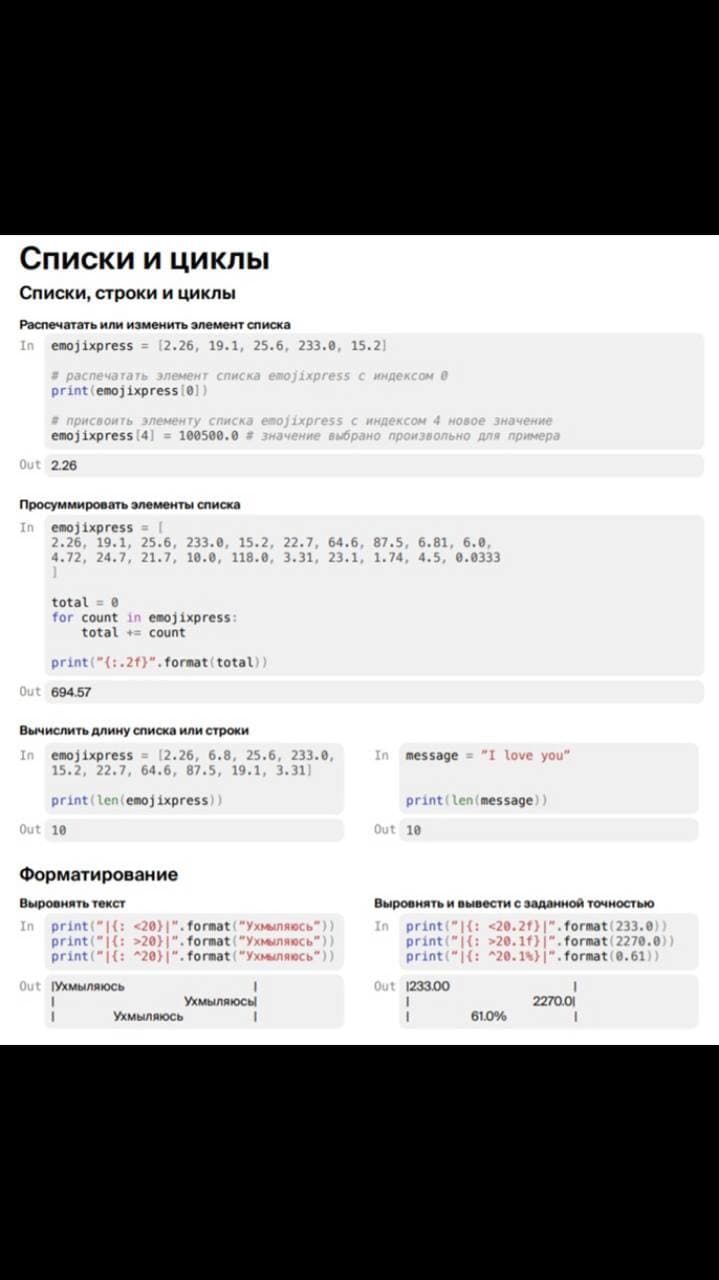 Списки и циклы
Списки, строки и циклы
Распечатать или изменить элемент списка
In emojixpress = [2.26, 19.1, 25.6, 233.0, 15.2]
# распечатать элемент списка emojixpress с индексом 0
print(emojixpress[0])
# присвоить элементу списка emojixpress с индексом 4 новое значение
emojixpress[4] = 100500.0 # значение выбрано произвольно для примера
Out 2.26
Просуммировать элементы списка
In emojixpress = [
2.26, 19.1, 25.6, 233.0, 15.2, 22.7, 64.6, 87.5, 6.81, 6.0,
4.72, 24.7, 21.7, 10.0, 118.0, 3.31, 23.1, 1.74, 4.5, 0.0333
]
total = 0
for count in emojixpress:
    total += count
print("{:.2f}".format(total))
Out 694.57
Вычислить длину списка или строки
In emojixpress = [2.26, 6.8, 25.6, 233.0,
15.2, 22.7, 64.6, 87.5, 19.1, 3.31]
print(len(emojixpress))
Out 10
In message = "I love you"
print(len(message))
Out 10
Форматирование
Выровнять текст
In print("|{: <20}|".format("Ухмыляюсь"))
print("|{: >20}|".format("Ухмыляюсь"))
print("|{: ^20}|".format("Ухмыляюсь"))
Out |Ухмыляюсь           |
|           Ухмыляюсь|
|     Ухмыляюсь      |
Выровнять и вывести с заданной точностью
In print("|{: <20.2f}|".format(233.0))
print("|{: >20.1f}|".format(2270.0))
print("|{: ^20.1%}|".format(0.61))
Out |233.00              |
|              2270.0|
|       61.0%        |